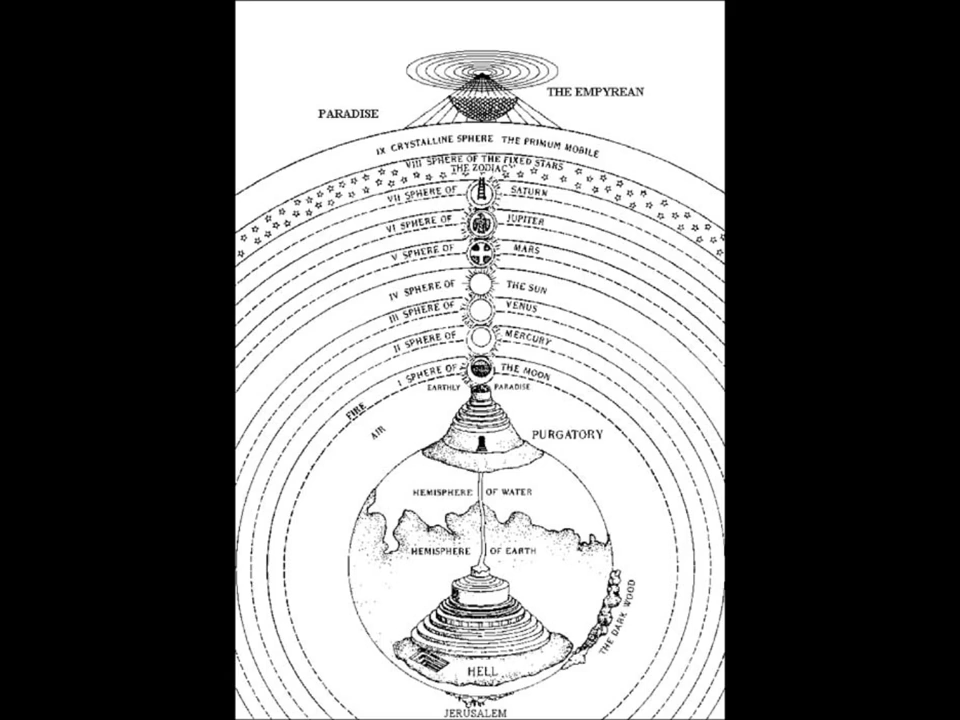 THE EMPYREAN
PARADISE
IX CRYSTALLINE SPHERE THE PRIMUM MOBILE
VIII SPHERE OF THE FIXED STARS
THE ZODIAC
VII SPHERE OF SATURN
VI SPHERE OF JUPITER
V SPHERE OF MARS
IV SPHERE OF THE SUN
III SPHERE OF VENUS
II SPHERE OF MERCURY
I SPHERE OF THE MOON
EARTHLY PARADISE
FIRE
AIR
PURGATORY
HEMISPHERE OF WATER
HEMISPHERE OF EARTH
THE DARK WOOD
HELL
JERUSALEM